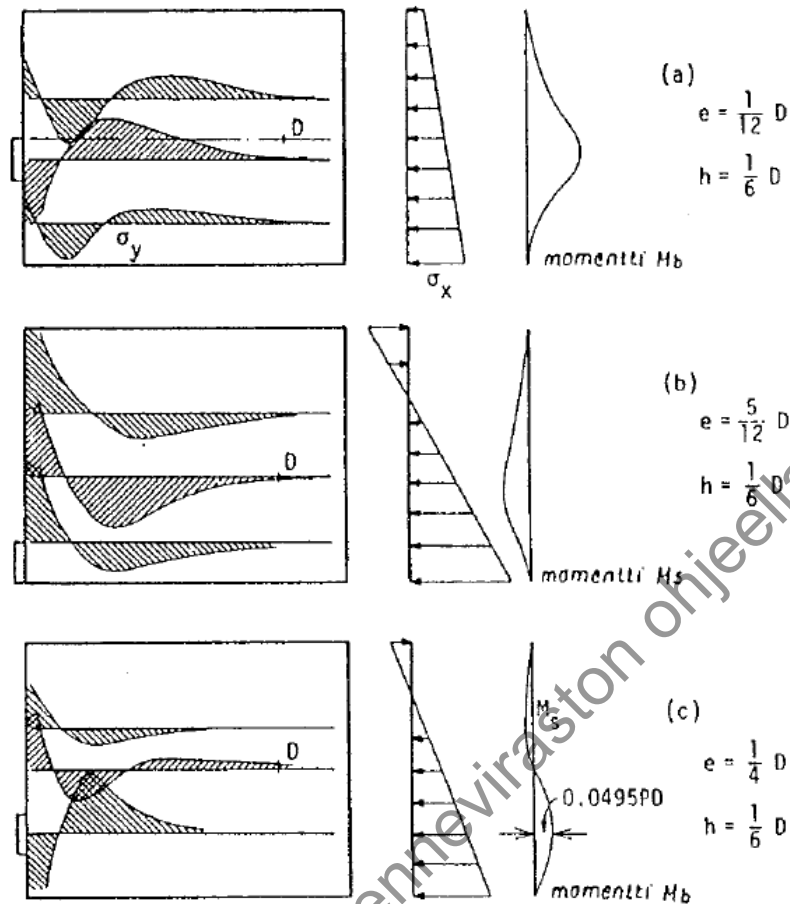 (a)
e = 1/12 D
h = 1/6 D
D
σy
σx
momentti Mb
(b)
e = 5/12 D
h = 1/6 D
D
momentti Ms
(c)
e = 1/4 D
h = 1/6 D
D
Ms
0.0495PD
momentti Mb
ohjeella